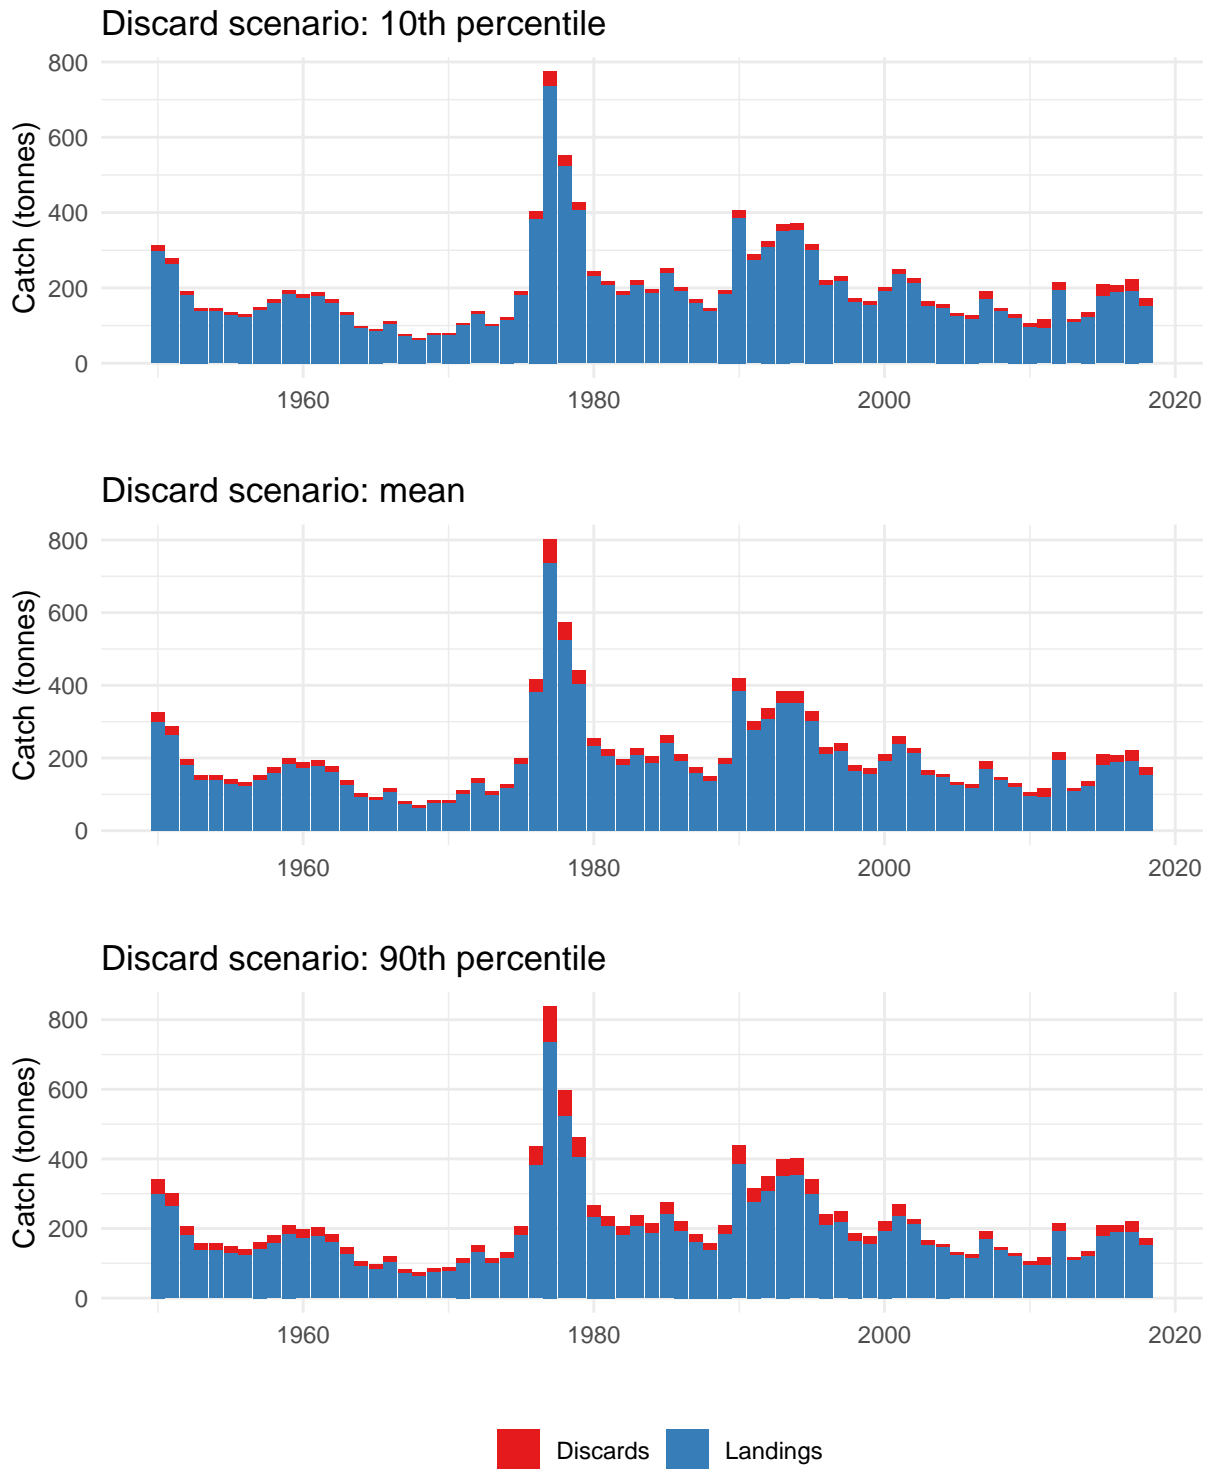 Discard scenario: 10th percentile
Catch (tonnes)
800
600
400
200
0
1960 1980 2000 2020
Discard scenario: mean
Catch (tonnes)
800
600
400
200
0
1960 1980 2000 2020
Discard scenario: 90th percentile
Catch (tonnes)
800
600
400
200
0
1960 1980 2000 2020
Discards Landings